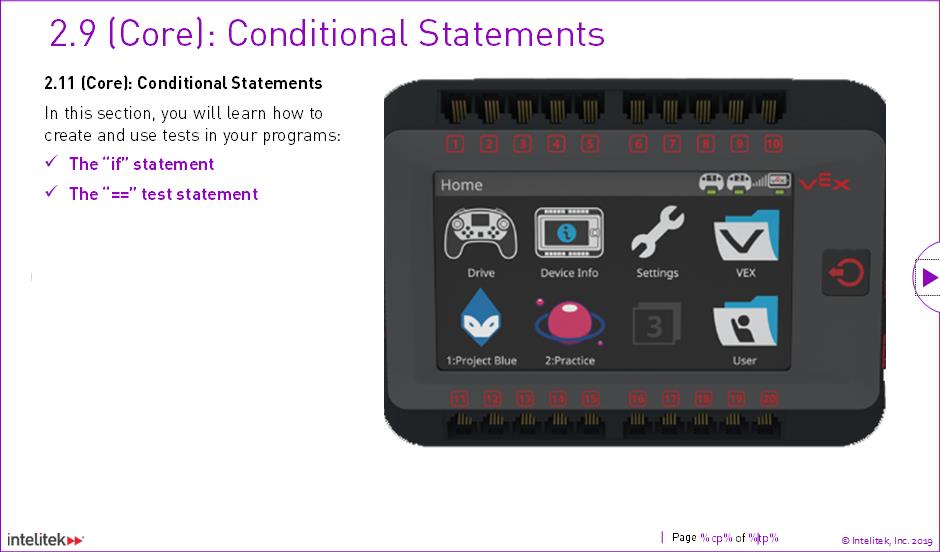 2.9 (Core): Conditional Statements
2.11 (Core): Conditional Statements
In this section, you will learn how to
create and use tests in your programs:
The “if” statement
The “==” test statement
1 2 3 4 5 6 7 8 9 10
Home
VEX
Drive Device Info Settings VEX
3
1:Project Blue 2:Practice User
11 12 13 14 15 16 17 18 19 20
intelitek
Page %cp% of %tp%
© Intelitek, Inc. 2019